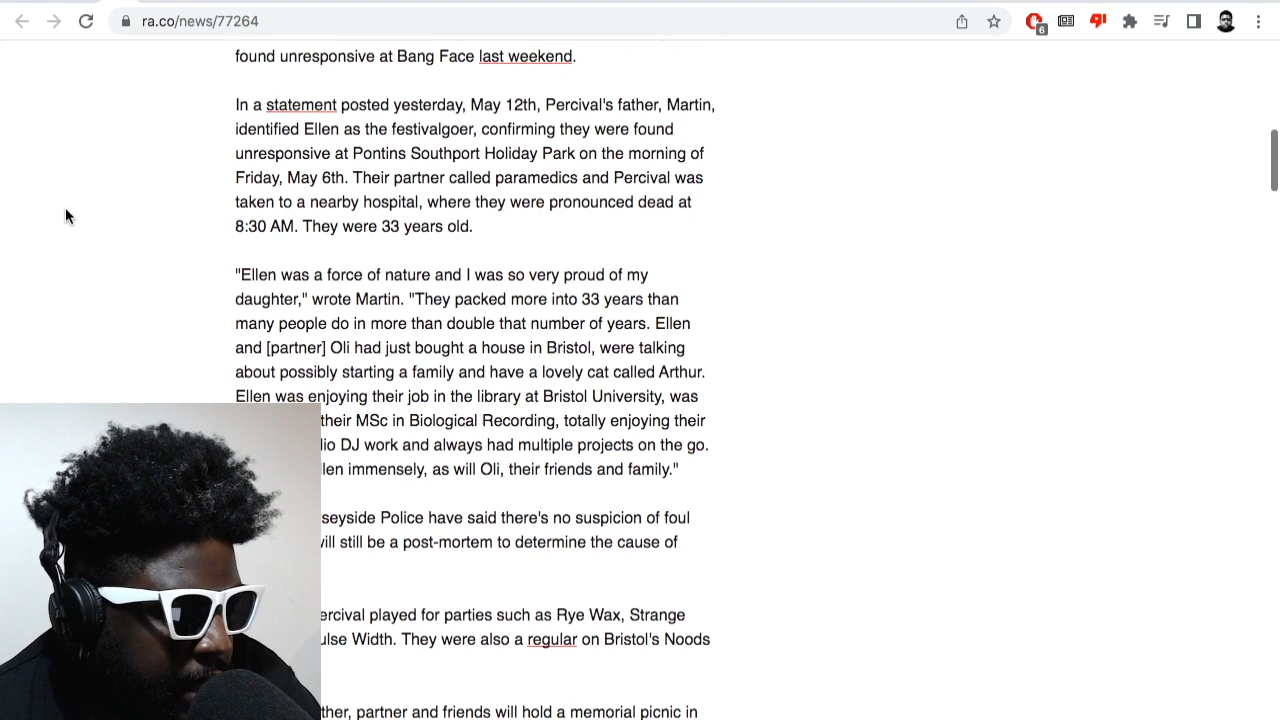 ra.co/news/77264
6
found unresponsive at Bang Face last weekend.
In a statement posted yesterday, May 12th, Percival's father, Martin,
identified Ellen as the festivalgoer, confirming they were found
unresponsive at Pontins Southport Holiday Park on the morning of
Friday, May 6th. Their partner called paramedics and Percival was
taken to a nearby hospital, where they were pronounced dead at
8:30 AM. They were 33 years old.
"Ellen was a force of nature and I was so very proud of my
daughter," wrote Martin. "They packed more into 33 years than
many people do in more than double that number of years. Ellen
and [partner] Oli had just bought a house in Bristol, were talking
about possibly starting a family and have a lovely cat called Arthur.
Ellen was enjoying their job in the library at Bristol University, was
their MSc in Biological Recording, totally enjoying their
lio DJ work and always had multiple projects on the go.
llen immensely, as will Oli, their friends and family."
seyside Police have said there's no suspicion of foul
vill still be a post-mortem to determine the cause of
ercival played for parties such as Rye Wax, Strange
ulse Width. They were also a regular on Bristol's Noods
ther, partner and friends will hold a memorial picnic in